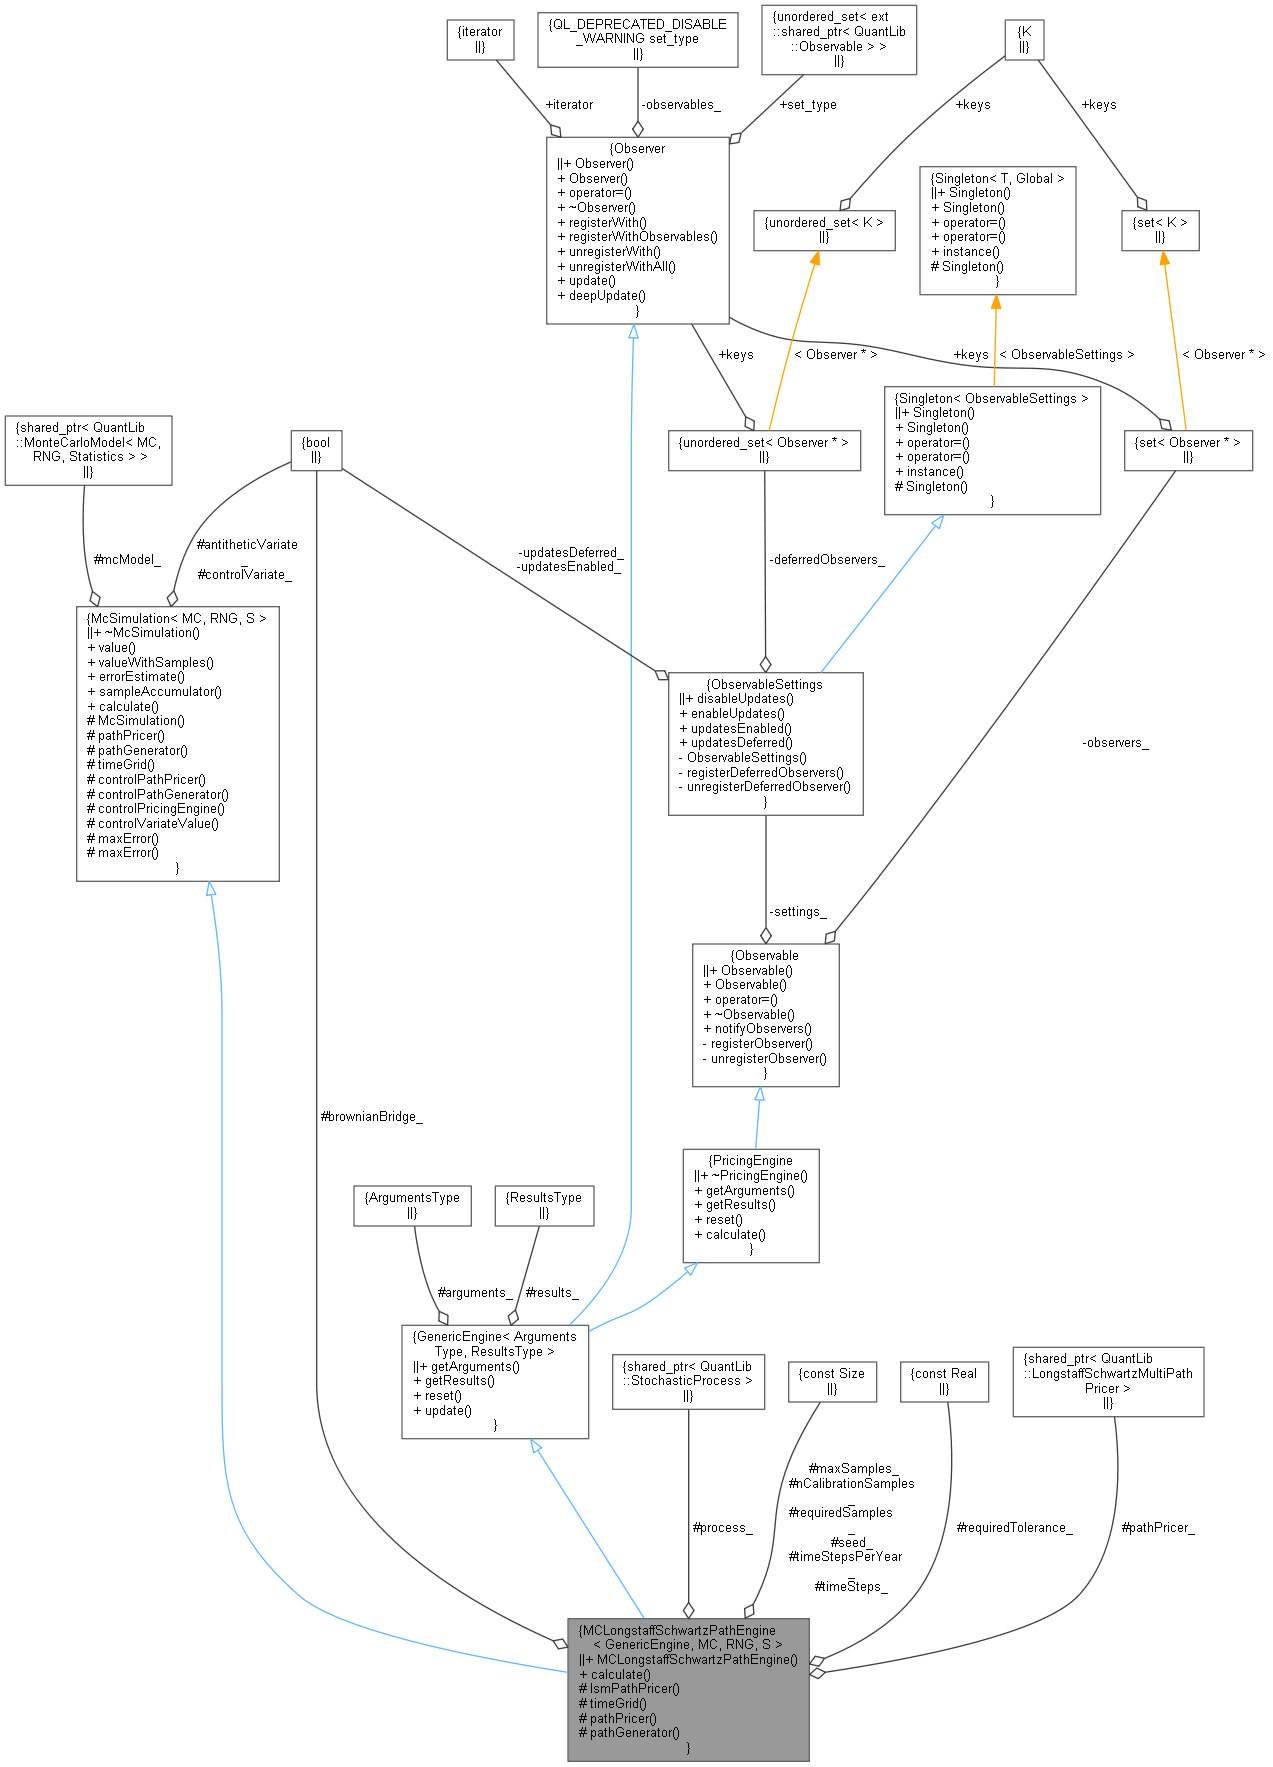 {iterator
||}
{QL_DEPRECATED_DISABLE
_WARNING set_type
||}
{unordered_set< ext
::shared_ptr< QuantLib
::Observable > >
||}
{K
||}
+iterator
-observables_
+set_type
+keys
+keys
{Observer
||+ Observer()
+ Observer()
+ operator=()
+ ~Observer()
+ registerWith()
+ registerWithObservables()
+ unregisterWith()
+ unregisterWithAll()
+ update()
+ deepUpdate()
}
{unordered_set< K >
||}
{Singleton< T, Global >
||+ Singleton()
+ Singleton()
+ operator=()
+ operator=()
+ instance()
# Singleton()
}
{set< K >
||}
+keys
< Observer * >
+keys
< ObservableSettings >
< Observer * >
{shared_ptr< QuantLib
::MonteCarloModel< MC,
RNG, Statistics > >
||}
{bool
||}
{unordered_set< Observer * >
||}
{Singleton< ObservableSettings >
||+ Singleton()
+ Singleton()
+ operator=()
+ operator=()
+ instance()
# Singleton()
}
{set< Observer * >
||}
#mcModel_
#antitheticVariate
_
#controlVariate_
-updatesDeferred_
-updatesEnabled_
-deferredObservers_
-observers_
{McSimulation< MC, RNG, S >
||+ ~McSimulation()
+ value()
+ valueWithSamples()
+ errorEstimate()
+ sampleAccumulator()
+ calculate()
# McSimulation()
# pathPricer()
# pathGenerator()
# timeGrid()
# controlPathPricer()
# controlPathGenerator()
# controlPricingEngine()
# controlVariateValue()
# maxError()
# maxError()
}
{ObservableSettings
||+ disableUpdates()
+ enableUpdates()
+ updatesEnabled()
+ updatesDeferred()
- ObservableSettings()
- registerDeferredObservers()
- unregisterDeferredObserver()
}
-settings_
{Observable
||+ Observable()
+ Observable()
+ operator=()
+ ~Observable()
+ notifyObservers()
- registerObserver()
- unregisterObserver()
}
#brownianBridge_
{PricingEngine
||+ ~PricingEngine()
+ getArguments()
+ getResults()
+ reset()
+ calculate()
}
{ArgumentsType
||}
{ResultsType
||}
#arguments_
#results_
{GenericEngine< Arguments
Type, ResultsType >
||+ getArguments()
+ getResults()
+ reset()
+ update()
}
{shared_ptr< QuantLib
::StochasticProcess >
||}
{const Size
||}
{const Real
||}
{shared_ptr< QuantLib
::LongstaffSchwartzMultiPath
Pricer >
||}
#process_
#maxSamples_
#nCalibrationSamples
_
#requiredSamples
_
#seed_
#timeStepsPerYear
_
#timeSteps_
#requiredTolerance_
#pathPricer_
{MCLongstaffSchwartzPathEngine
< GenericEngine, MC, RNG, S >
||+ MCLongstaffSchwartzPathEngine()
+ calculate()
# lsmPathPricer()
# timeGrid()
# pathPricer()
# pathGenerator()
}